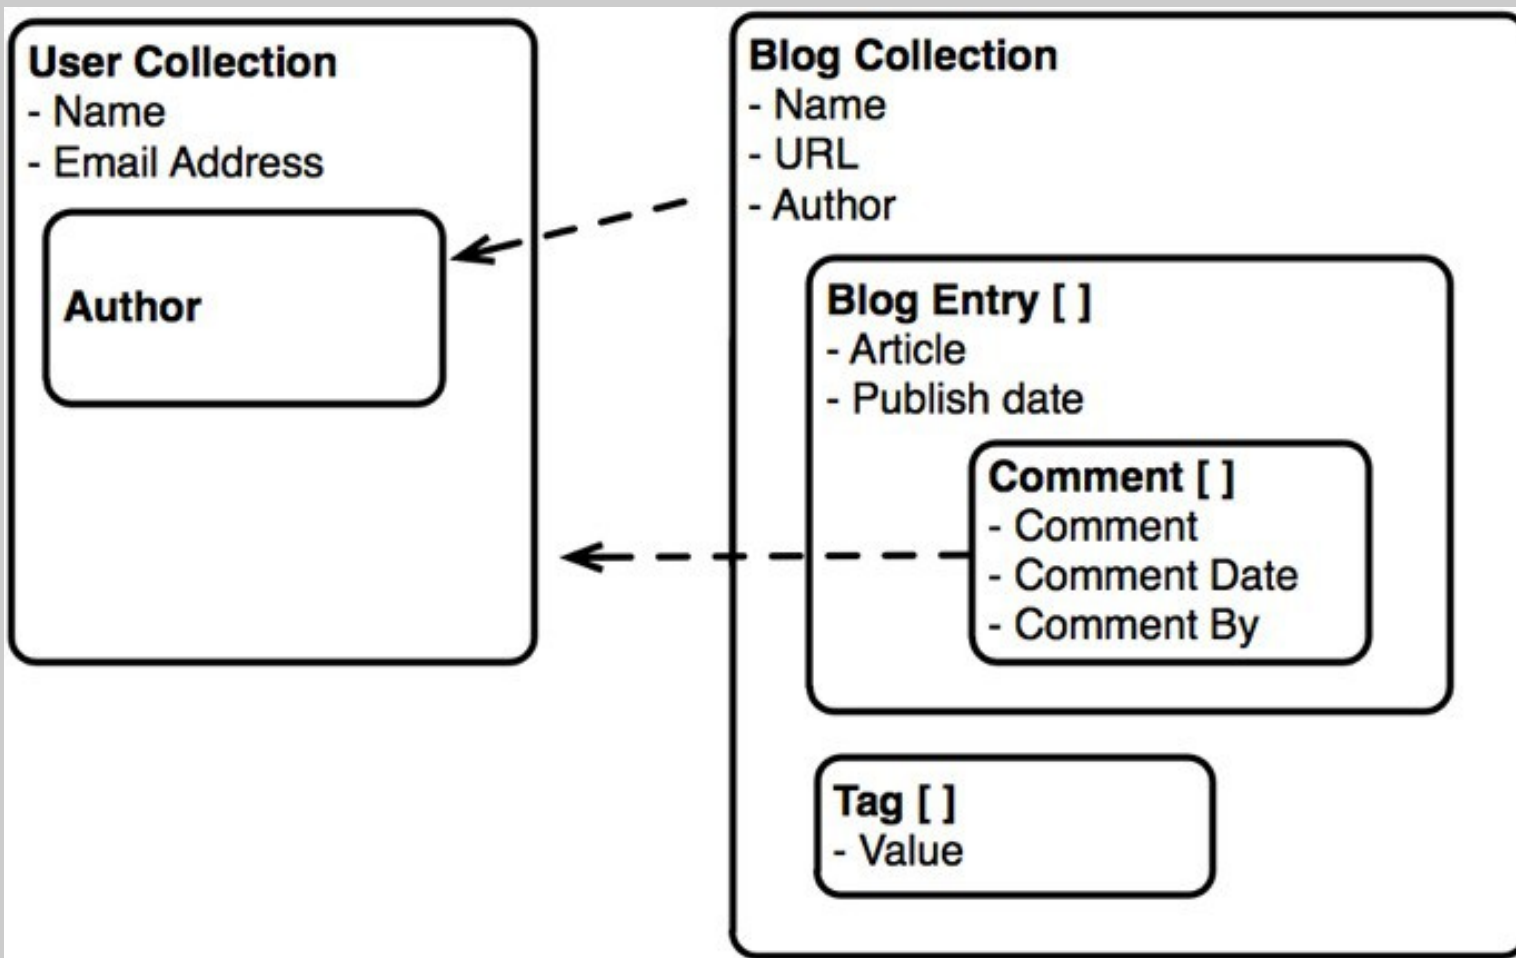 User Collection
- Name
- Email Address
Author
Blog Collection
- Name
- URL
- Author
Blog Entry [ ]
- Article
- Publish date
Comment [ ]
- Comment
- Comment Date
- Comment By
Tag [ ]
- Value